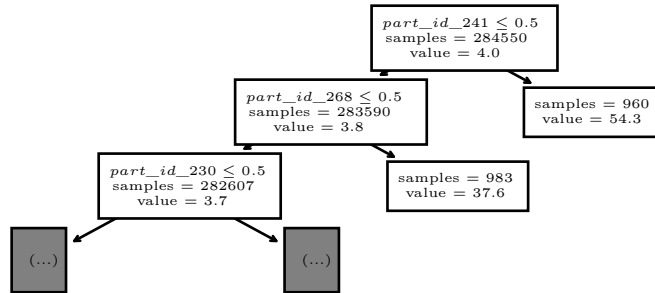 part_id_241 ≤ 0.5
samples = 284550
value = 4.0
part_id_268 ≤ 0.5
samples = 283590
value = 3.8
samples = 960
value = 54.3
part_id_230 ≤ 0.5
samples = 282607
value = 3.7
samples = 983
value = 37.6
(...)
(...)